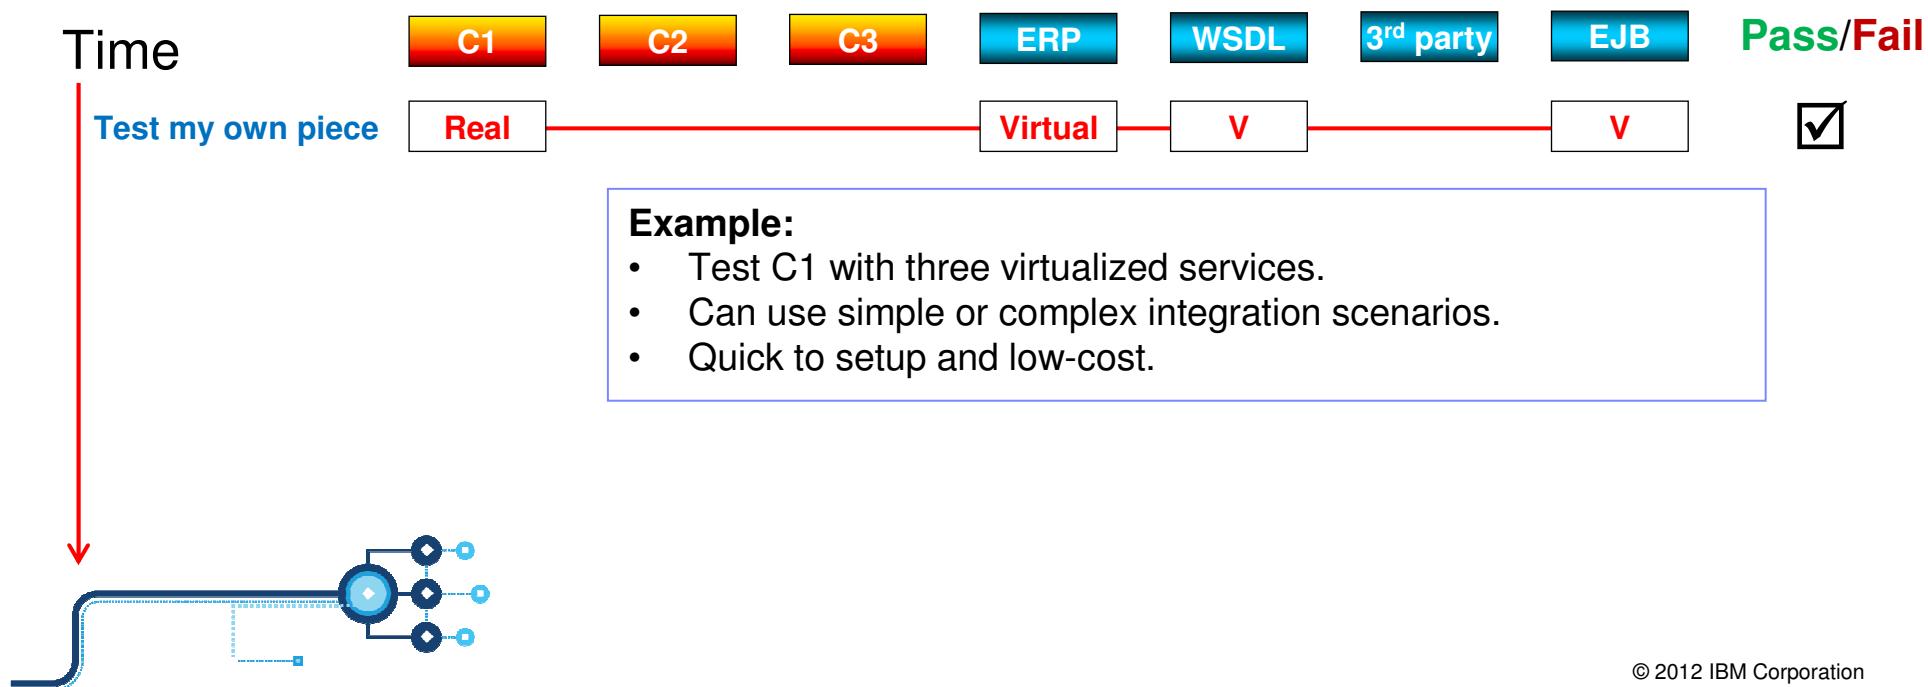 Time C1 C2 C3 ERP WSDL 3rd party EJB Pass/Fail
Test my own piece Real Virtual V V
Example:
• Test C1 with three virtualized services.
• Can use simple or complex integration scenarios.
• Quick to setup and low-cost.
© 2012 IBM Corporation